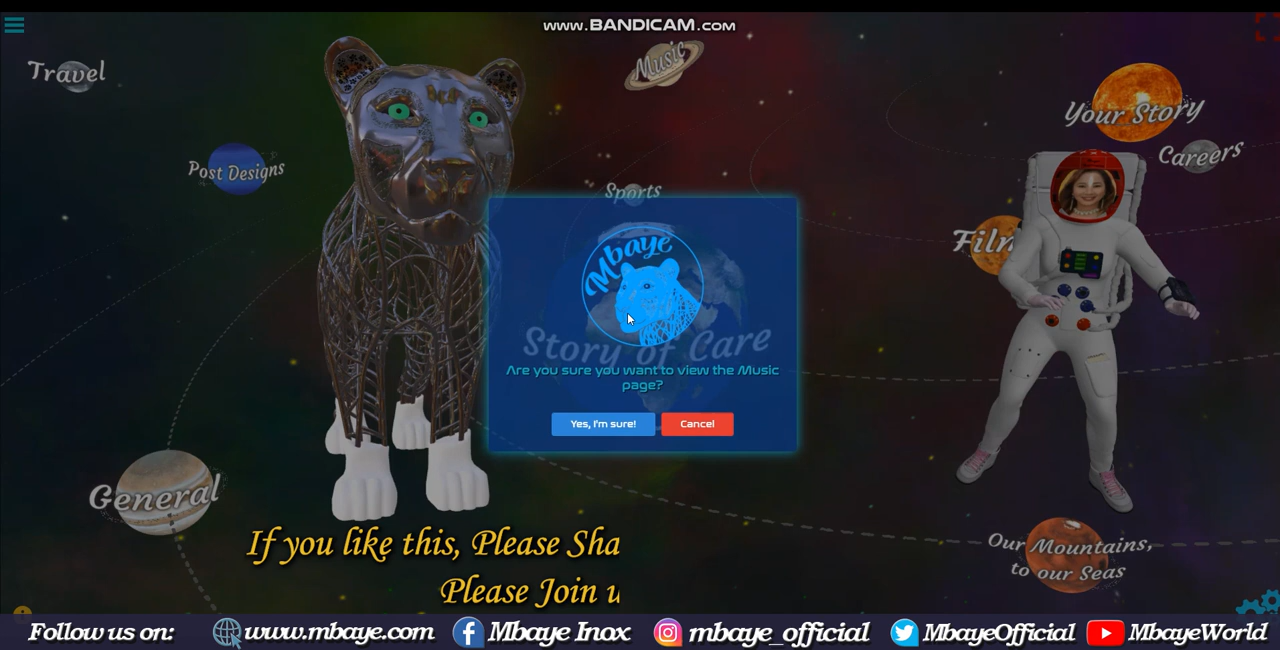 www.BANDICAM.com
Travel
Music
Your Story
Careers
Post Designs
Sports
Film
Mbaye
Story of Care
Are you sure you want to view the Music
page?
Yes, I'm sure!
Cancel
General
If you like this, Please Sha
Please Join u
Our Mountains,
to our Seas
Follow us on: www.mbaye.com Mbaye Inox mbaye_official MbayeOfficial MbayeWorld